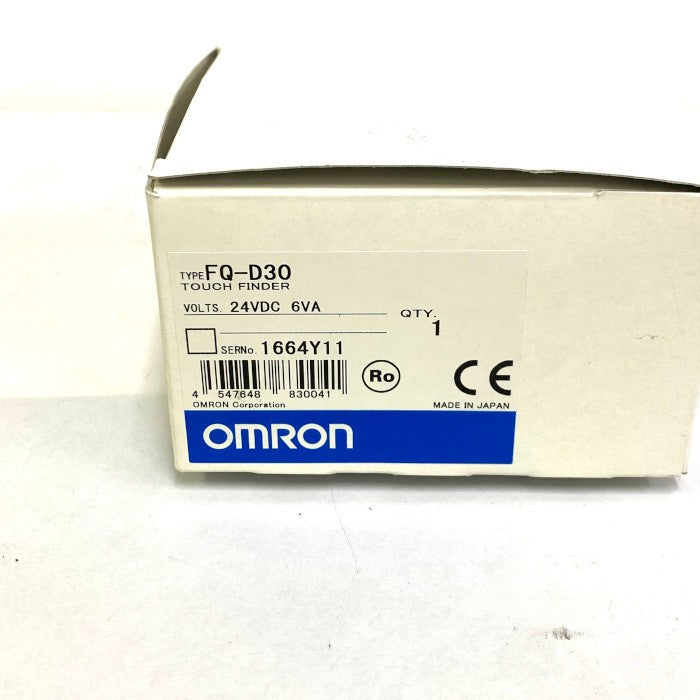 TYPE FQ-D30
TOUCH FINDER
VOLTS. 24VDC 6VA
QTY.
1
SERNo. 1664Y11
4 547648 830041
Ro
CE
OMRON Corporation
MADE IN JAPAN
OMRON